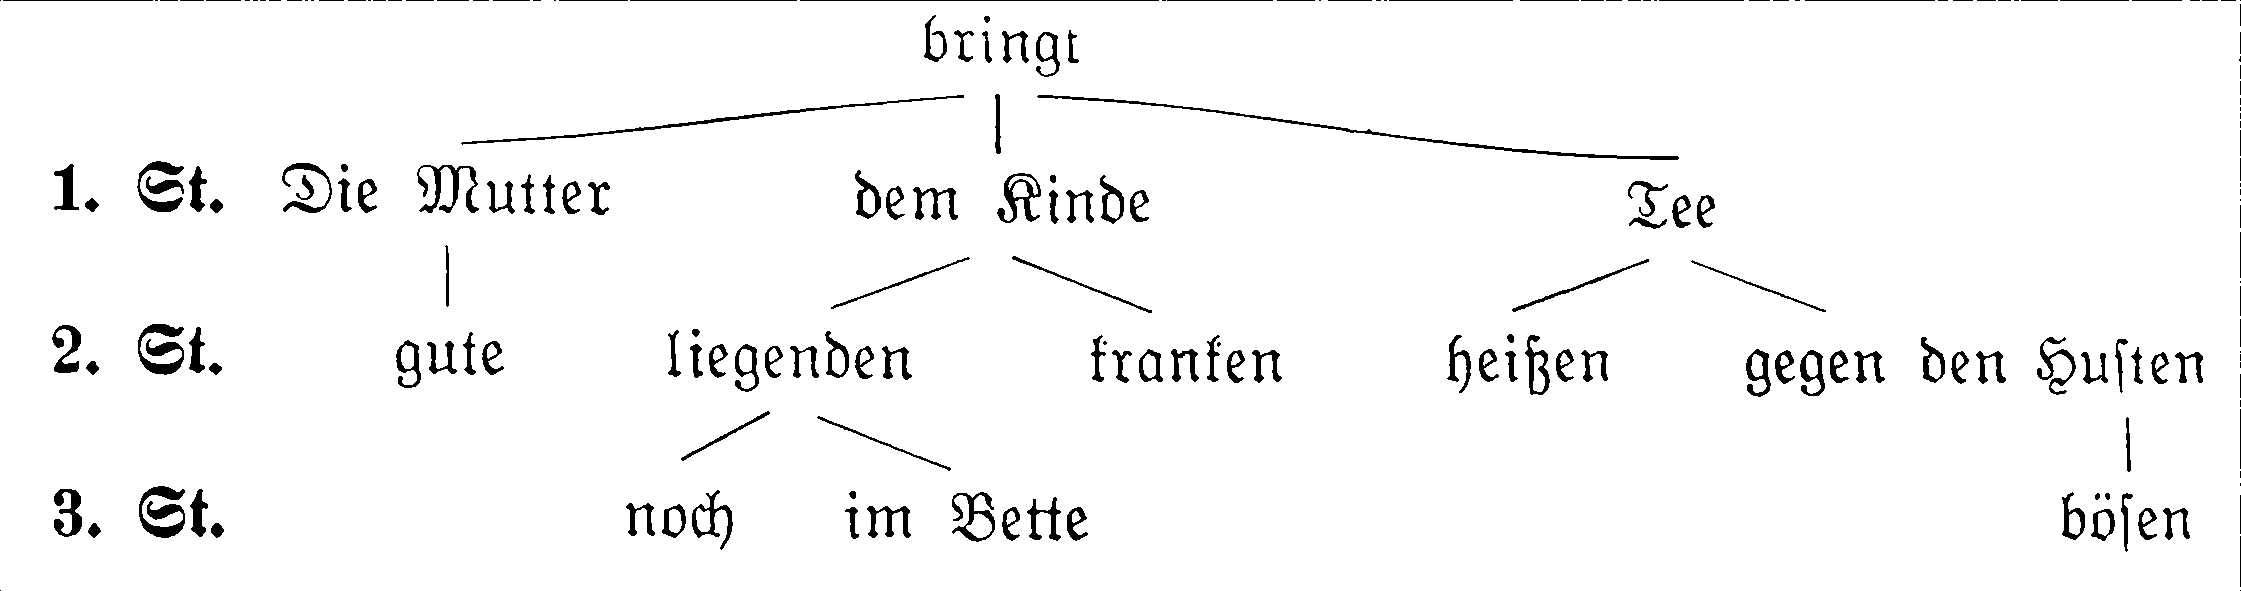 bringt
1. St. Die Mutter dem Kinde Tee
2. St. gute liegenden kranken heißen gegen den Huſten
3. St. noch im Bette böſen